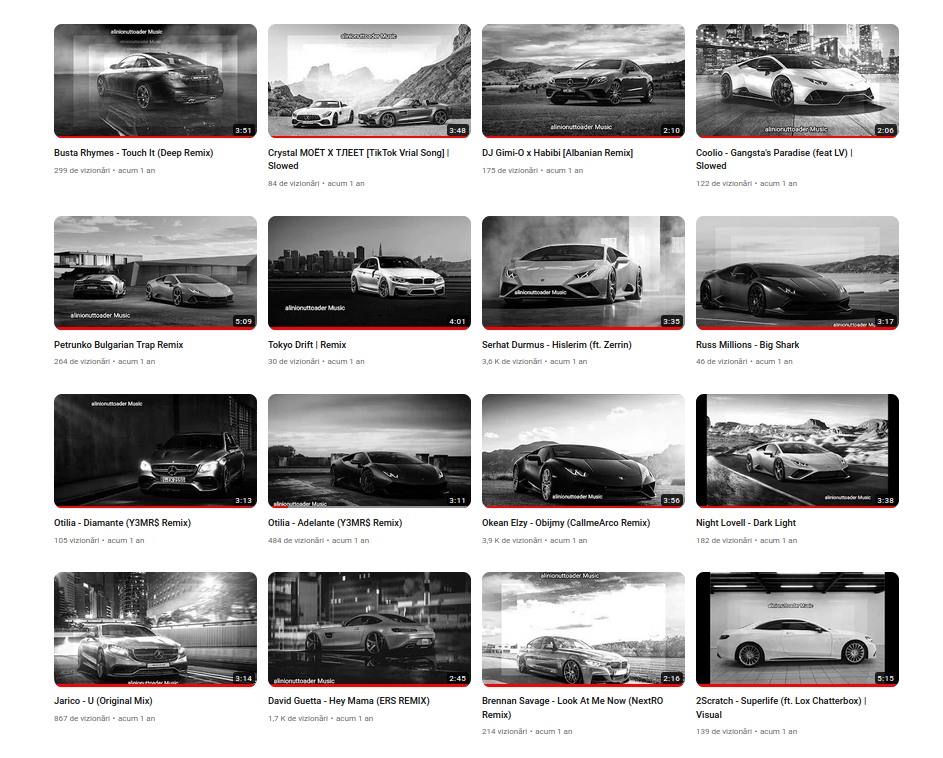 alinionuttoader Music
alinionuttoader Music
3:51
3:48
alinionuttoader Music
2:10
alinionuttoader Music
2:06
Busta Rhymes - Touch It (Deep Remix)
299 de vizionări • acum 1 an
Crystal MOËT X ТЛЕЕТ [TikTok Vrial Song] |
Slowed
84 de vizionări • acum 1 an
DJ Gimi-O x Habibi [Albanian Remix]
175 de vizionări • acum 1 an
Coolio - Gangsta's Paradise (feat LV) |
Slowed
122 de vizionări • acum 1 an
alinionuttoader Music
5:09
alinionuttoader Music
4:01
alinionuttoader Music
3:35
alinionuttoader Mu
3:17
Petrunko Bulgarian Trap Remix
264 de vizionări • acum 1 an
Tokyo Drift | Remix
30 de vizionări • acum 1 an
Serhat Durmus - Hislerim (ft. Zerrin)
3,6 K de vizionări • acum 1 an
Russ Millions - Big Shark
46 de vizionări • acum 1 an
alinionuttoader Music
3:13
alinionuttoader Music
3:11
alinionuttoader Music
3:56
alinionuttoader Music
3:38
Otilia - Diamante (Y3MR$ Remix)
105 vizionări • acum 1 an
Otilia - Adelante (Y3MR$ Remix)
484 de vizionări • acum 1 an
Okean Elzy - Obijmy (CallmeArco Remix)
3,9 K de vizionări • acum 1 an
Night Lovell - Dark Light
182 de vizionări • acum 1 an
alinionuttoader Music
3:14
alinionuttoader Music
2:45
alinionuttoader Music
2:16
alinionuttoader Music
5:15
Jarico - U (Original Mix)
867 de vizionări • acum 1 an
David Guetta - Hey Mama (ERS REMIX)
1,7 K de vizionări • acum 1 an
Brennan Savage - Look At Me Now (NextRO
Remix)
214 vizionări • acum 1 an
2Scratch - Superlife (ft. Lox Chatterbox) |
Visual
139 de vizionări • acum 1 an